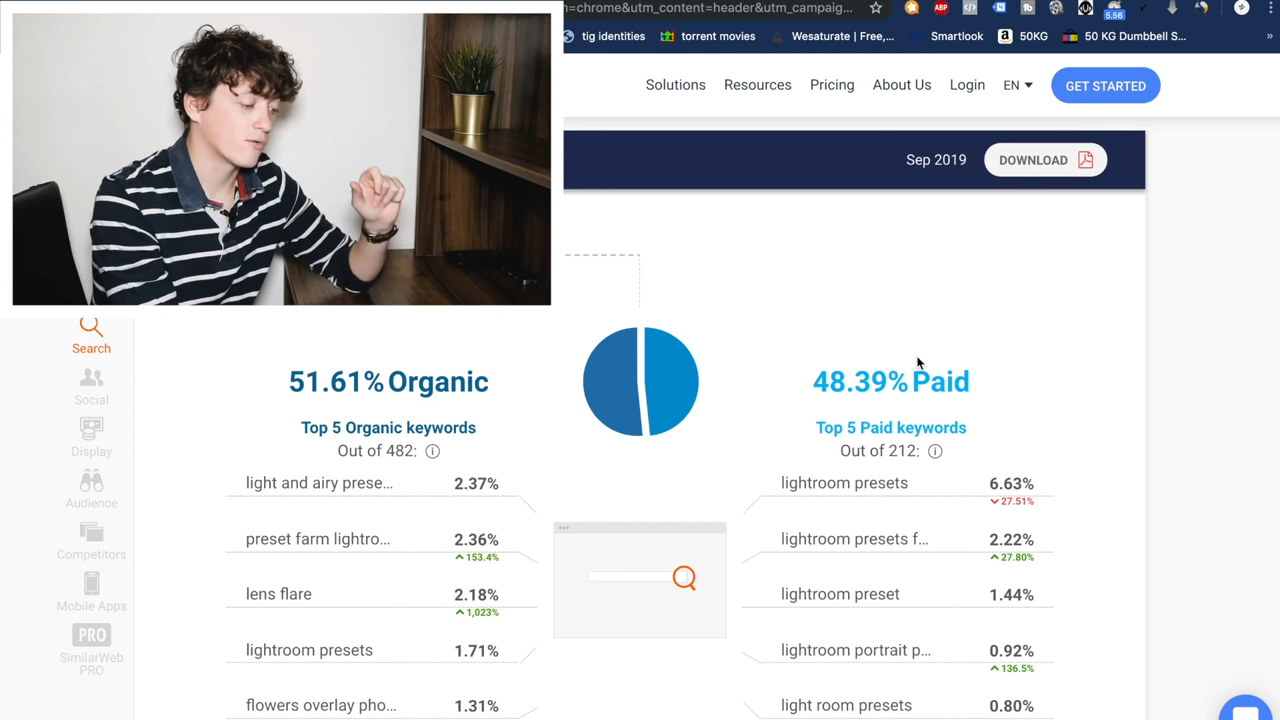 =chrome&utm_content=header&utm_campaig...
ABP
5.56
tig identities
torrent movies
Wesaturate | Free,...
Smartlook
50KG
50 KG Dumbbell S...
»
Solutions
Resources
Pricing
About Us
Login
EN
GET STARTED
Sep 2019
DOWNLOAD
Search
Social
Display
Audience
Competitors
Mobile Apps
PRO
SimilarWeb
PRO
51.61% Organic
Top 5 Organic keywords
Out of 482:
light and airy prese... 2.37%
preset farm lightro... 2.36%
153.4%
lens flare 2.18%
1,023%
lightroom presets 1.71%
flowers overlay pho... 1.31%
48.39% Paid
Top 5 Paid keywords
Out of 212:
lightroom presets 6.63%
27.51%
lightroom presets f... 2.22%
27.80%
lightroom preset 1.44%
lightroom portrait p... 0.92%
136.5%
light room presets 0.80%